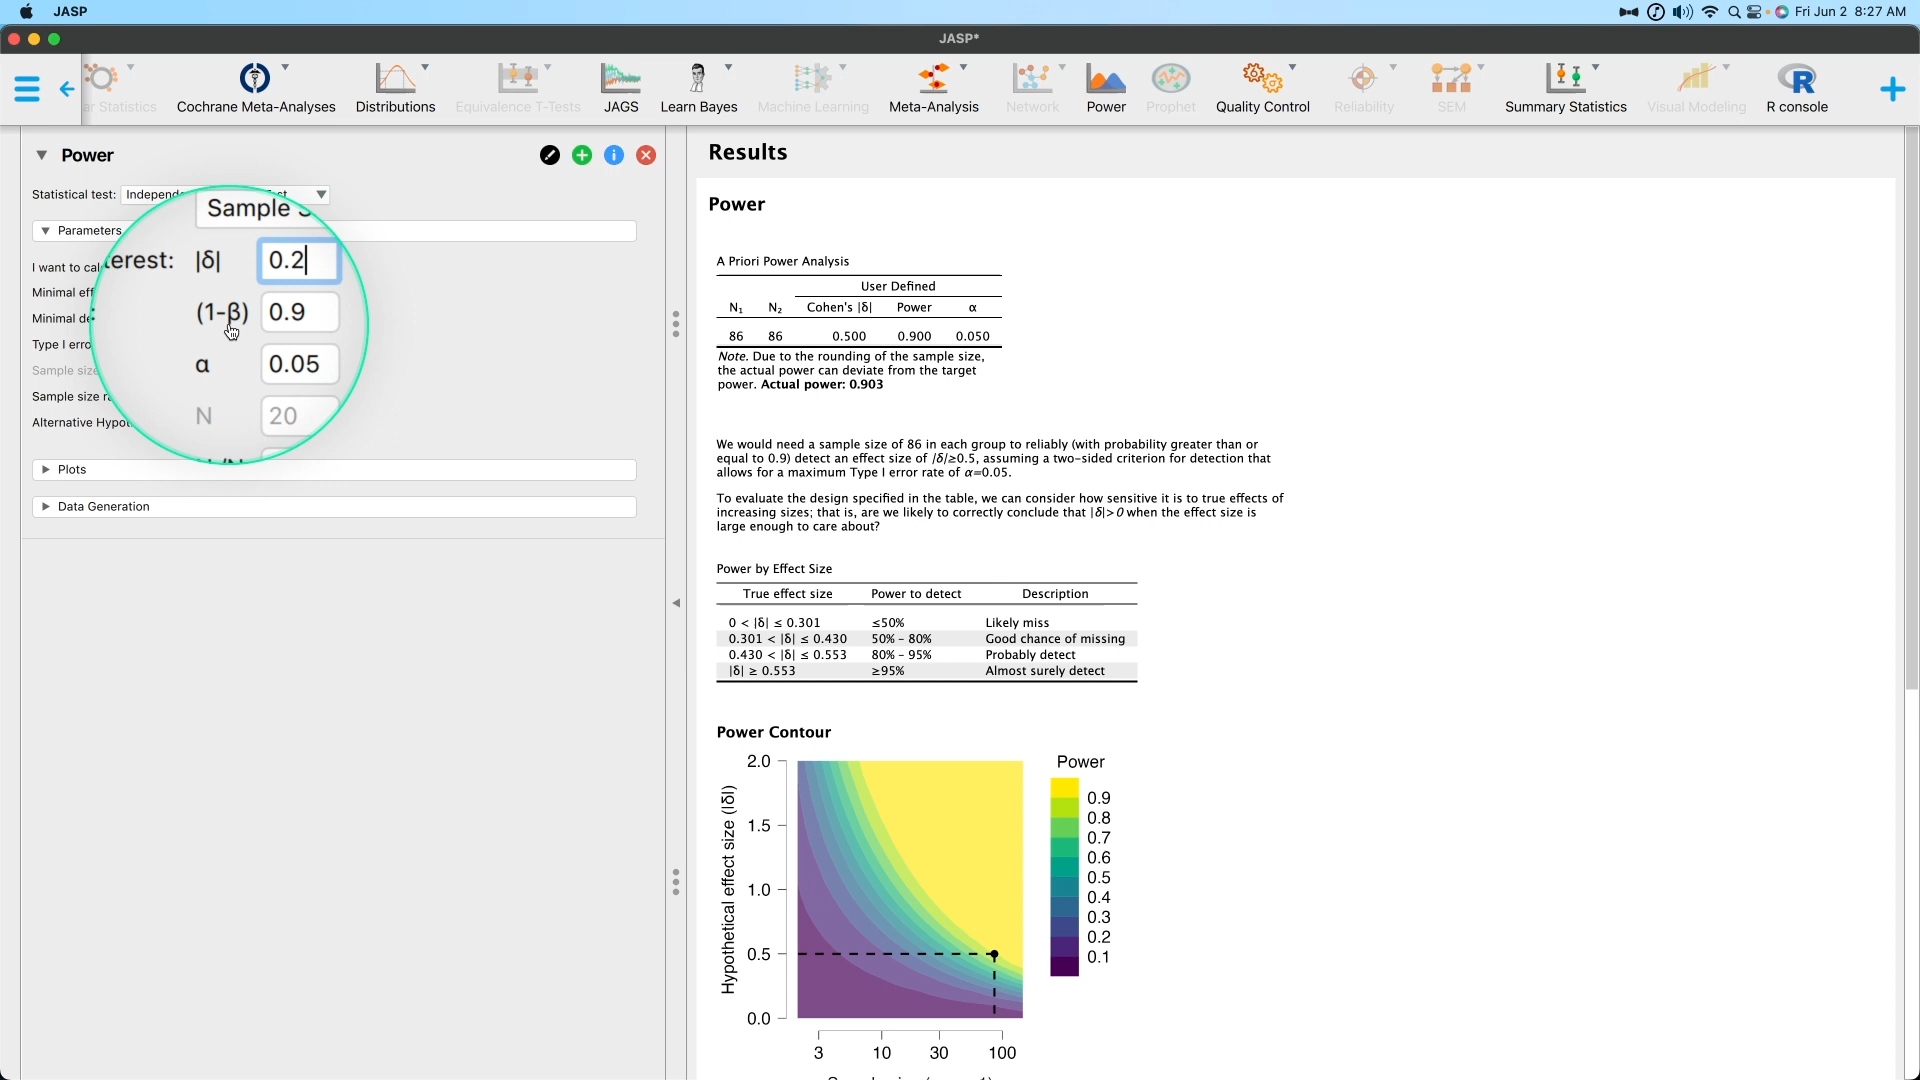 JASP
Fri Jun 2 8:27 AM
JASP*
ar Statistics
Cochrane Meta-Analyses
Distributions
Equivalence T-Tests
JAGS
Learn Bayes
Machine Learning
Meta-Analysis
Network
Power
Prophet
Quality Control
Reliability
SEM
Summary Statistics
Visual Modeling
R console
Power
Statistical test:
Parameters
I want to cal
Minimal eff
Minimal de
Type I erro
Sample size
Sample size r
Alternative Hypot
Sample S
terest: |δ| 0.2
(1-β) 0.9
α 0.05
N 20
Plots
Data Generation
Results
Power
A Priori Power Analysis
User Defined
N₁ N₂ Cohen's |δ| Power α
86 86 0.500 0.900 0.050
Note. Due to the rounding of the sample size,
the actual power can deviate from the target
power. Actual power: 0.903
We would need a sample size of 86 in each group to reliably (with probability greater than or
equal to 0.9) detect an effect size of |δ|≥0.5, assuming a two-sided criterion for detection that
allows for a maximum Type I error rate of α=0.05.
To evaluate the design specified in the table, we can consider how sensitive it is to true effects of
increasing sizes; that is, are we likely to correctly conclude that |δ|>0 when the effect size is
large enough to care about?
Power by Effect Size
True effect size Power to detect Description
0 < |δ| ≤ 0.301 ≤50% Likely miss
0.301 < |δ| ≤ 0.430 50% – 80% Good chance of missing
0.430 < |δ| ≤ 0.553 80% – 95% Probably detect
|δ| ≥ 0.553 ≥95% Almost surely detect
Power Contour
Hypothetical effect size (|δ|)
2.0
1.5
1.0
0.5
0.0
3 10 30 100
Power
0.9
0.8
0.7
0.6
0.5
0.4
0.3
0.2
0.1